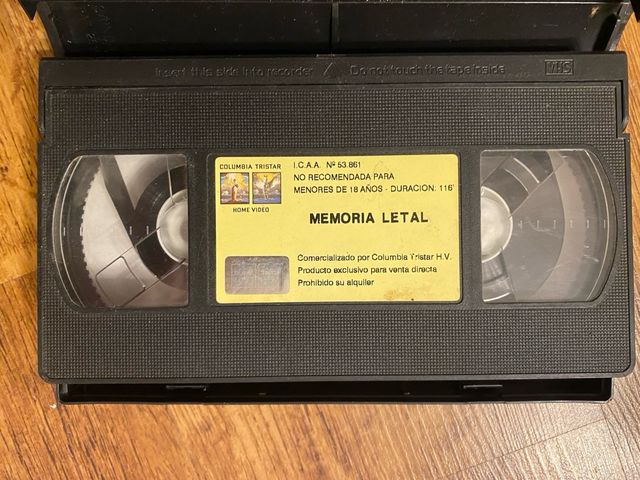 Insert this side into recorder / Do not touch the tape inside
VHS
COLUMBIA TRISTAR
HOME VIDEO
I.C.A.A. Nº 53.861
NO RECOMENDADA PARA
MENORES DE 18 AÑOS - DURACION: 116'
MEMORIA LETAL
Comercializado por Columbia Tristar H.V.
Producto exclusivo para venta directa
Prohibido su alquiler